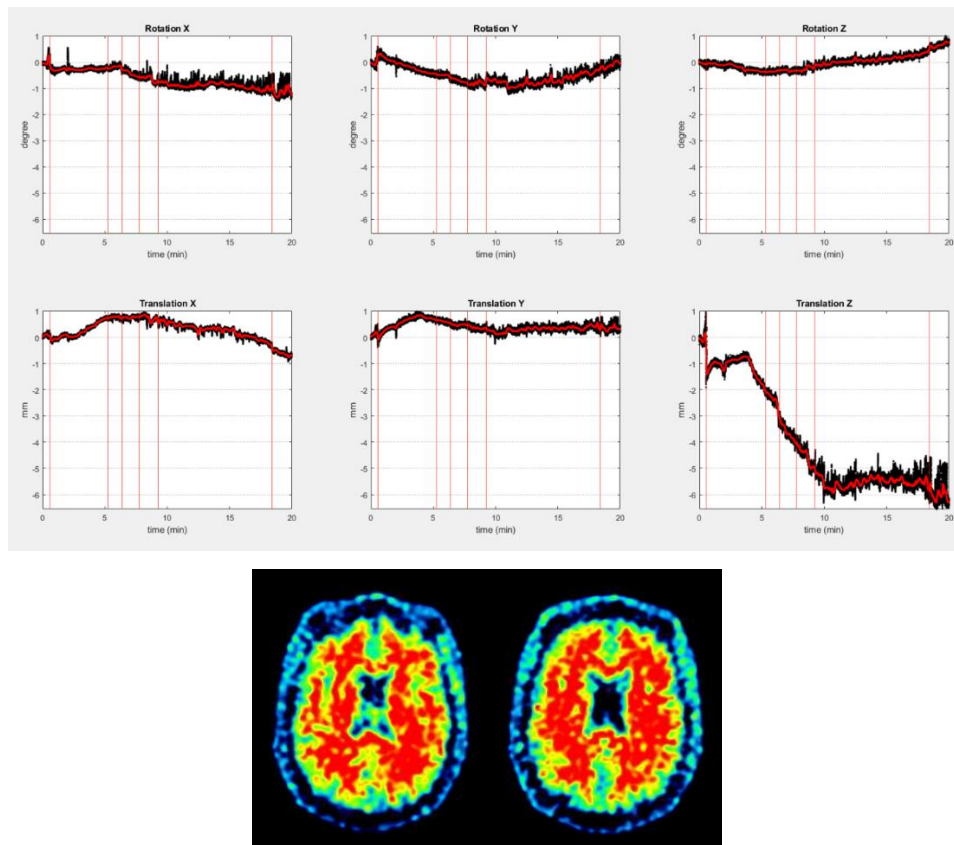 Rotation X
1
0
-1
-2
-3
-4
-5
-6
degree
0 5 10 15 20
time (min)
Rotation Y
1
0
-1
-2
-3
-4
-5
-6
degree
0 5 10 15 20
time (min)
Rotation Z
1
0
-1
-2
-3
-4
-5
-6
degree
0 5 10 15 20
time (min)
Translation X
1
0
-1
-2
-3
-4
-5
-6
mm
0 5 10 15 20
time (min)
Translation Y
1
0
-1
-2
-3
-4
-5
-6
mm
0 5 10 15 20
time (min)
Translation Z
1
0
-1
-2
-3
-4
-5
-6
mm
0 5 10 15 20
time (min)